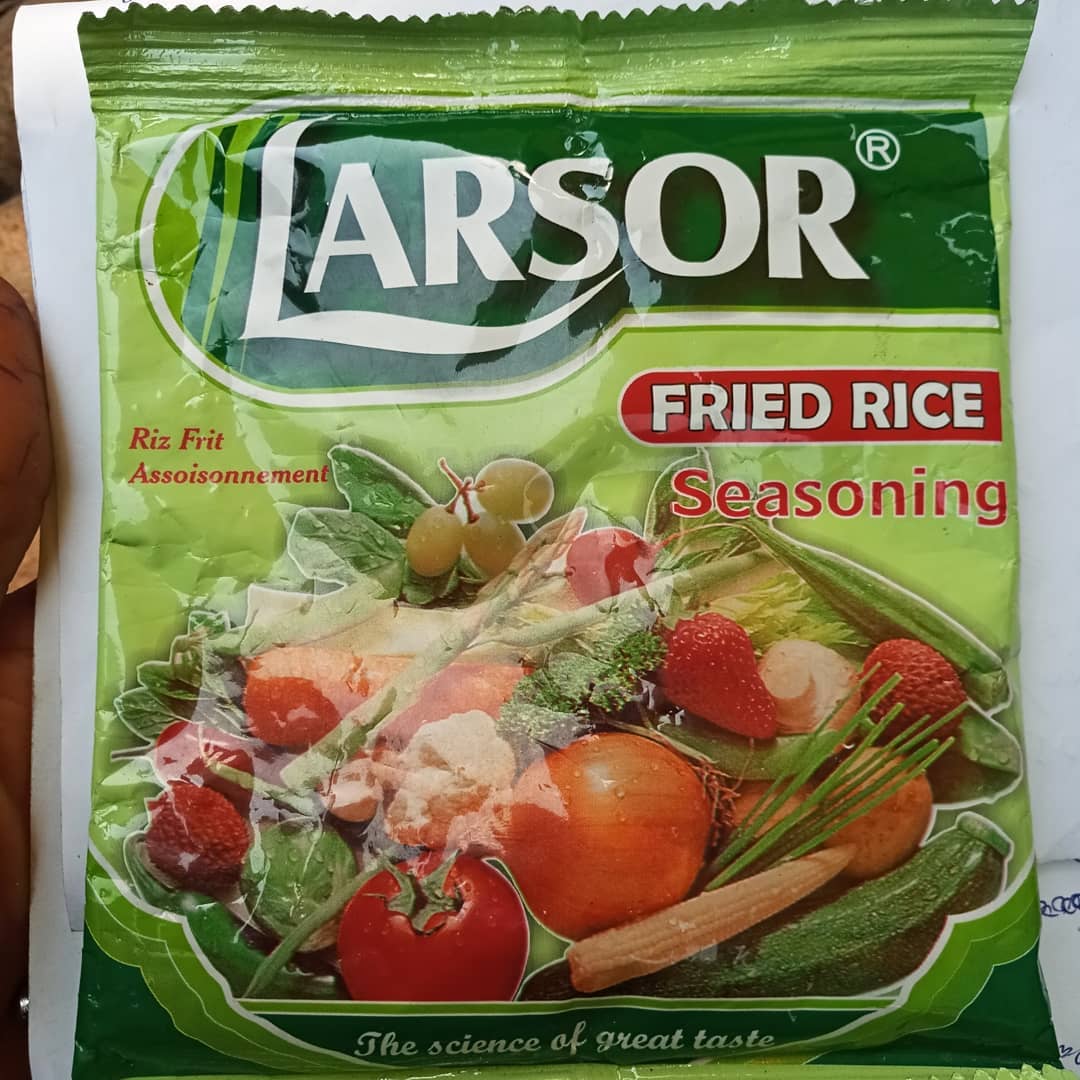 LARSOR®
FRIED RICE
Seasoning
Riz Frit
Assoisonnement
The science of great taste